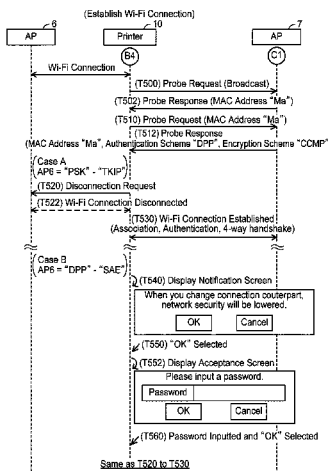 (Establish Wi-Fi Connection)
6
10
7
AP
Printer
AP
B4
C1
Wi-Fi Connection
(T500) Probe Request (Broadcast)
(T502) Probe Response (MAC Address "Ma")
(T510) Probe Request (MAC Address "Ma")
(T512) Probe Response
(MAC Address "Ma", Authentication Scheme "DPP", Encryption Scheme "CCMP")
(Case A
AP6 = "PSK" - "TKIP")
(T520) Disconnection Request
(T522) Wi-Fi Connection Disconnected
(T530) Wi-Fi Connection Established
(Association, Authentication, 4-way handshake)
(Case B
AP6 = "DPP" - "SAE")
(T540) Display Notification Screen
When you change connection couterpart,
network security will be lowered.
OK
Cancel
(T550) "OK" Selected
(T552) Display Acceptance Screen
Please input a password.
Password
OK
Cancel
(T560) Password Inputted and "OK" Selected
Same as T520 to T530